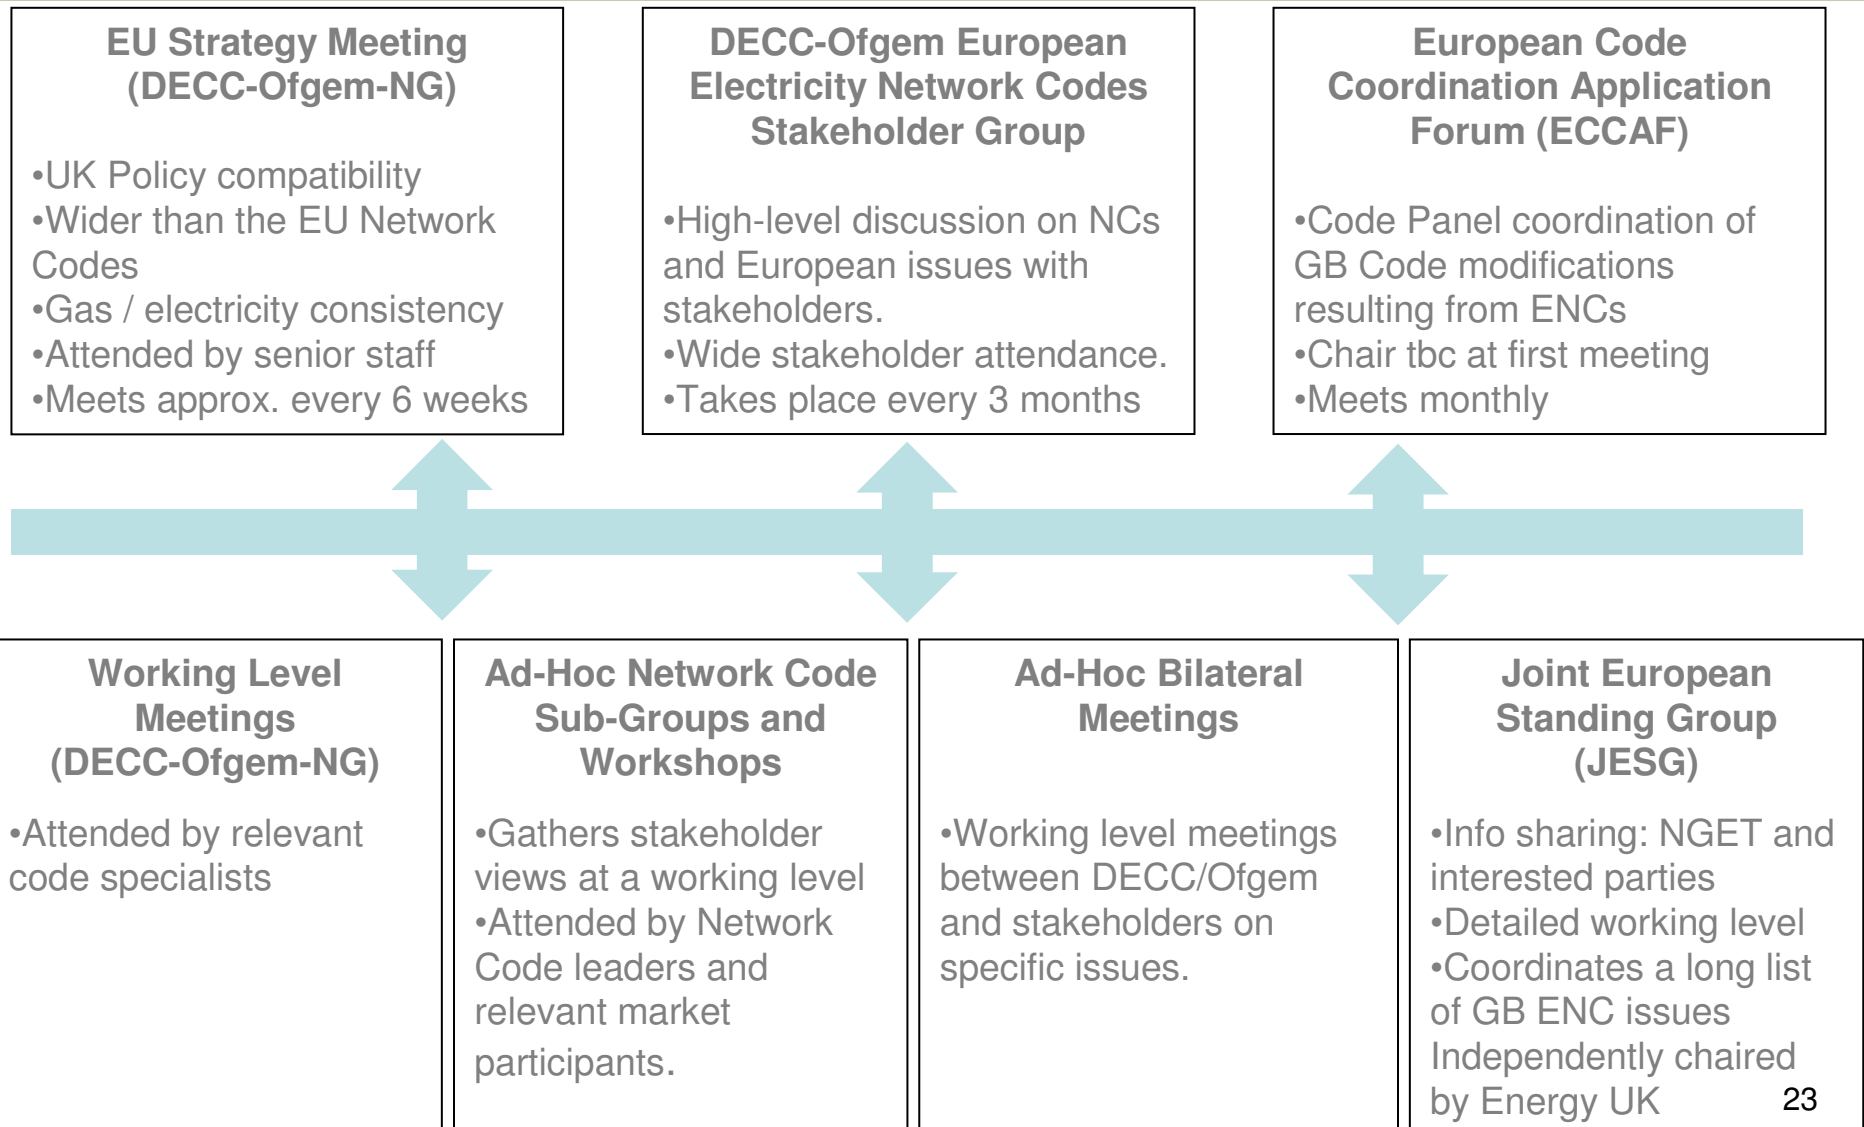 EU Strategy Meeting
(DECC-Ofgem-NG)
•UK Policy compatibility
•Wider than the EU Network
Codes
•Gas / electricity consistency
•Attended by senior staff
•Meets approx. every 6 weeks
DECC-Ofgem European
Electricity Network Codes
Stakeholder Group
•High-level discussion on NCs
and European issues with
stakeholders.
•Wide stakeholder attendance.
•Takes place every 3 months
European Code
Coordination Application
Forum (ECCAF)
•Code Panel coordination of
GB Code modifications
resulting from ENCs
•Chair tbc at first meeting
•Meets monthly
Working Level
Meetings
(DECC-Ofgem-NG)
•Attended by relevant
code specialists
Ad-Hoc Network Code
Sub-Groups and
Workshops
•Gathers stakeholder
views at a working level
•Attended by Network
Code leaders and
relevant market
participants.
Ad-Hoc Bilateral
Meetings
•Working level meetings
between DECC/Ofgem
and stakeholders on
specific issues.
Joint European
Standing Group
(JESG)
•Info sharing: NGET and
interested parties
•Detailed working level
•Coordinates a long list
of GB ENC issues
Independently chaired
by Energy UK
23